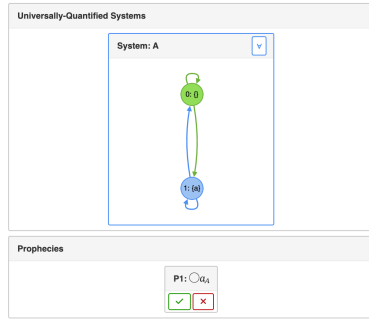 Universally-Quantified Systems
System: A
∀
0: {}
1: {a}
Prophecies
P1: ◯a_A